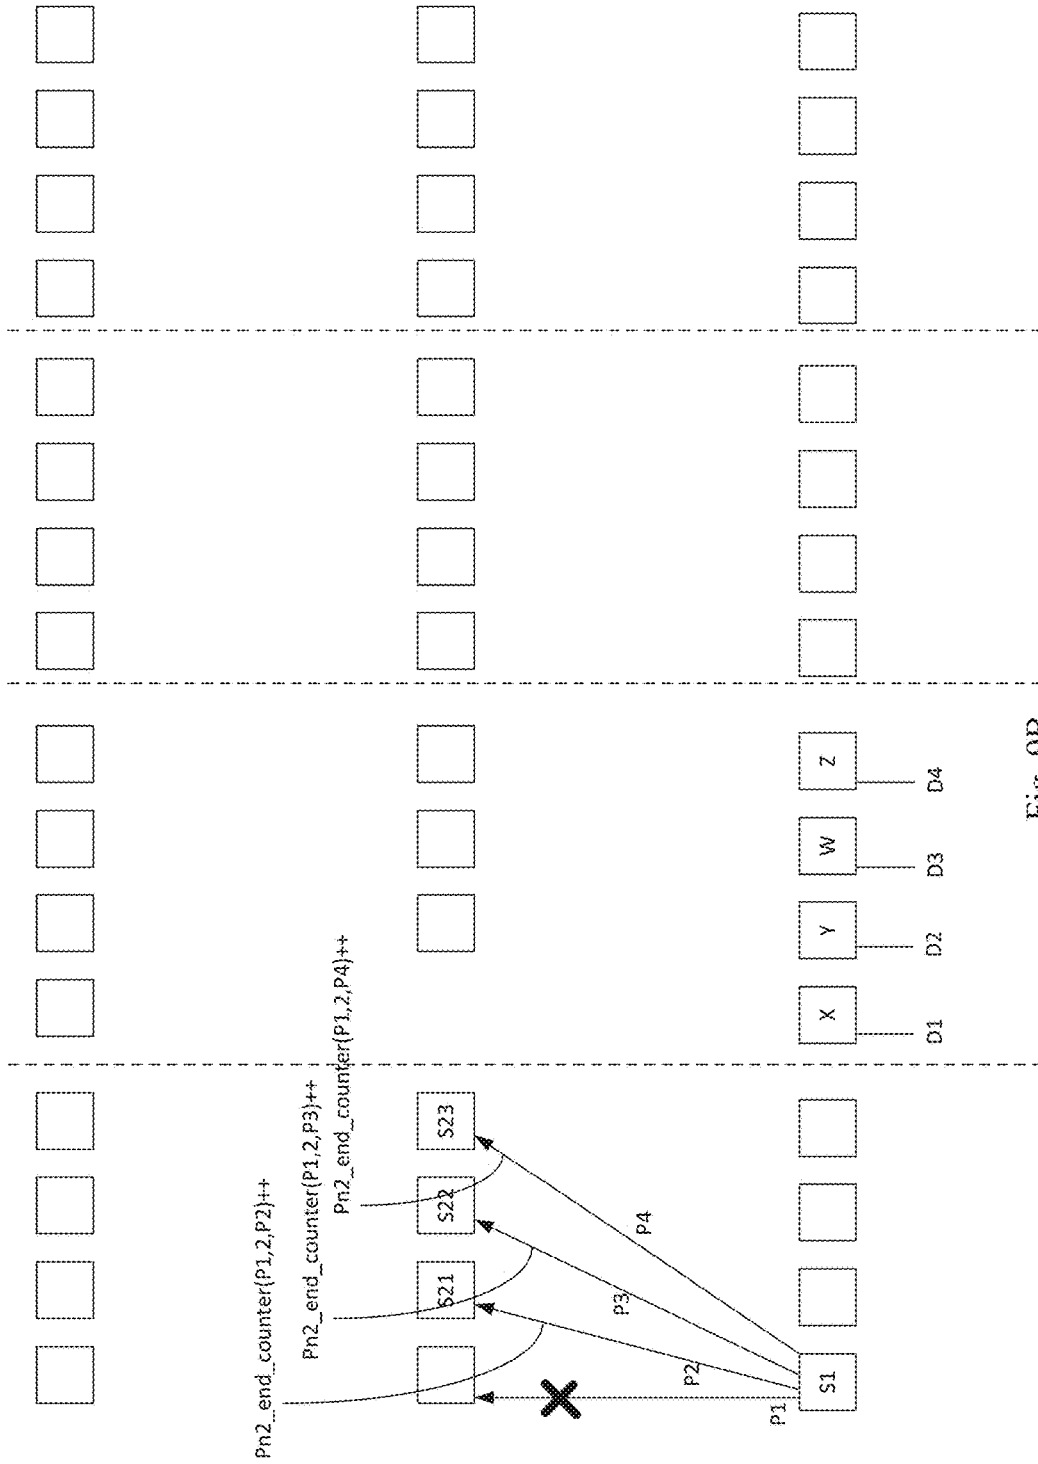 Pn2_end_counter(P1,2,P2)++
Pn2_end_counter(P1,2,P3)++
Pn2_end_counter(P1,2,P4)++
S21
S22
S23
P1
P2
P3
P4
S1
X
Y
W
Z
D1
D2
D3
D4